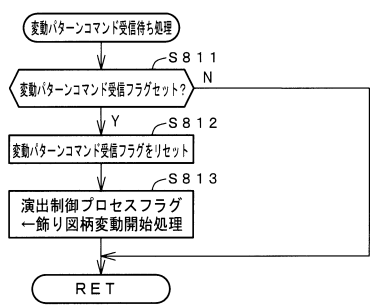 変動パターンコマンド受信待ち処理
S811
変動パターンコマンド受信フラグセット?
N
Y
S812
変動パターンコマンド受信フラグをリセット
S813
演出制御プロセスフラグ
←飾り図柄変動開始処理
RET